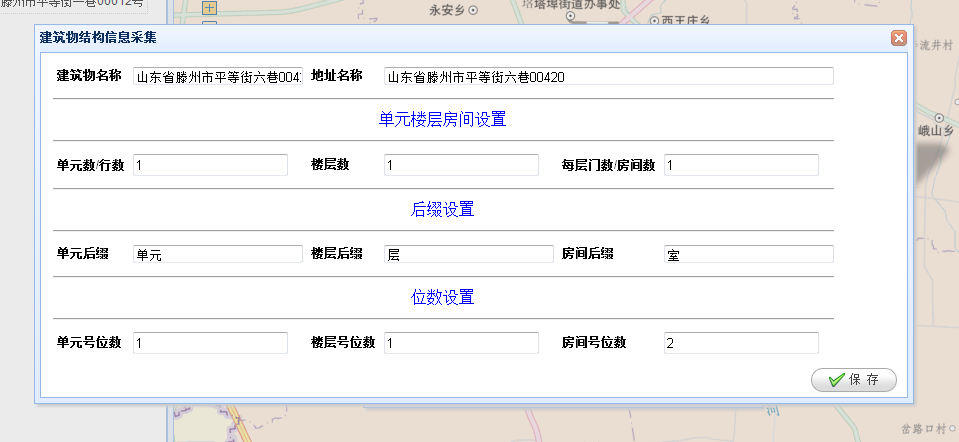 滕州市平等街一巷00012号
永安乡
塔埠街道办事处
西王庄乡
建筑物结构信息采集
流井村
建筑物名称 山东省滕州市平等街六巷0042 地址名称 山东省滕州市平等街六巷00420
峨山乡
单元楼层房间设置
单元数/行数 1 楼层数 1 每层门数/房间数 1
后缀设置
单元后缀 单元 楼层后缀 层 房间后缀 室
位数设置
单元号位数 1 楼层号位数 1 房间号位数 2
保 存
河
岔路口村